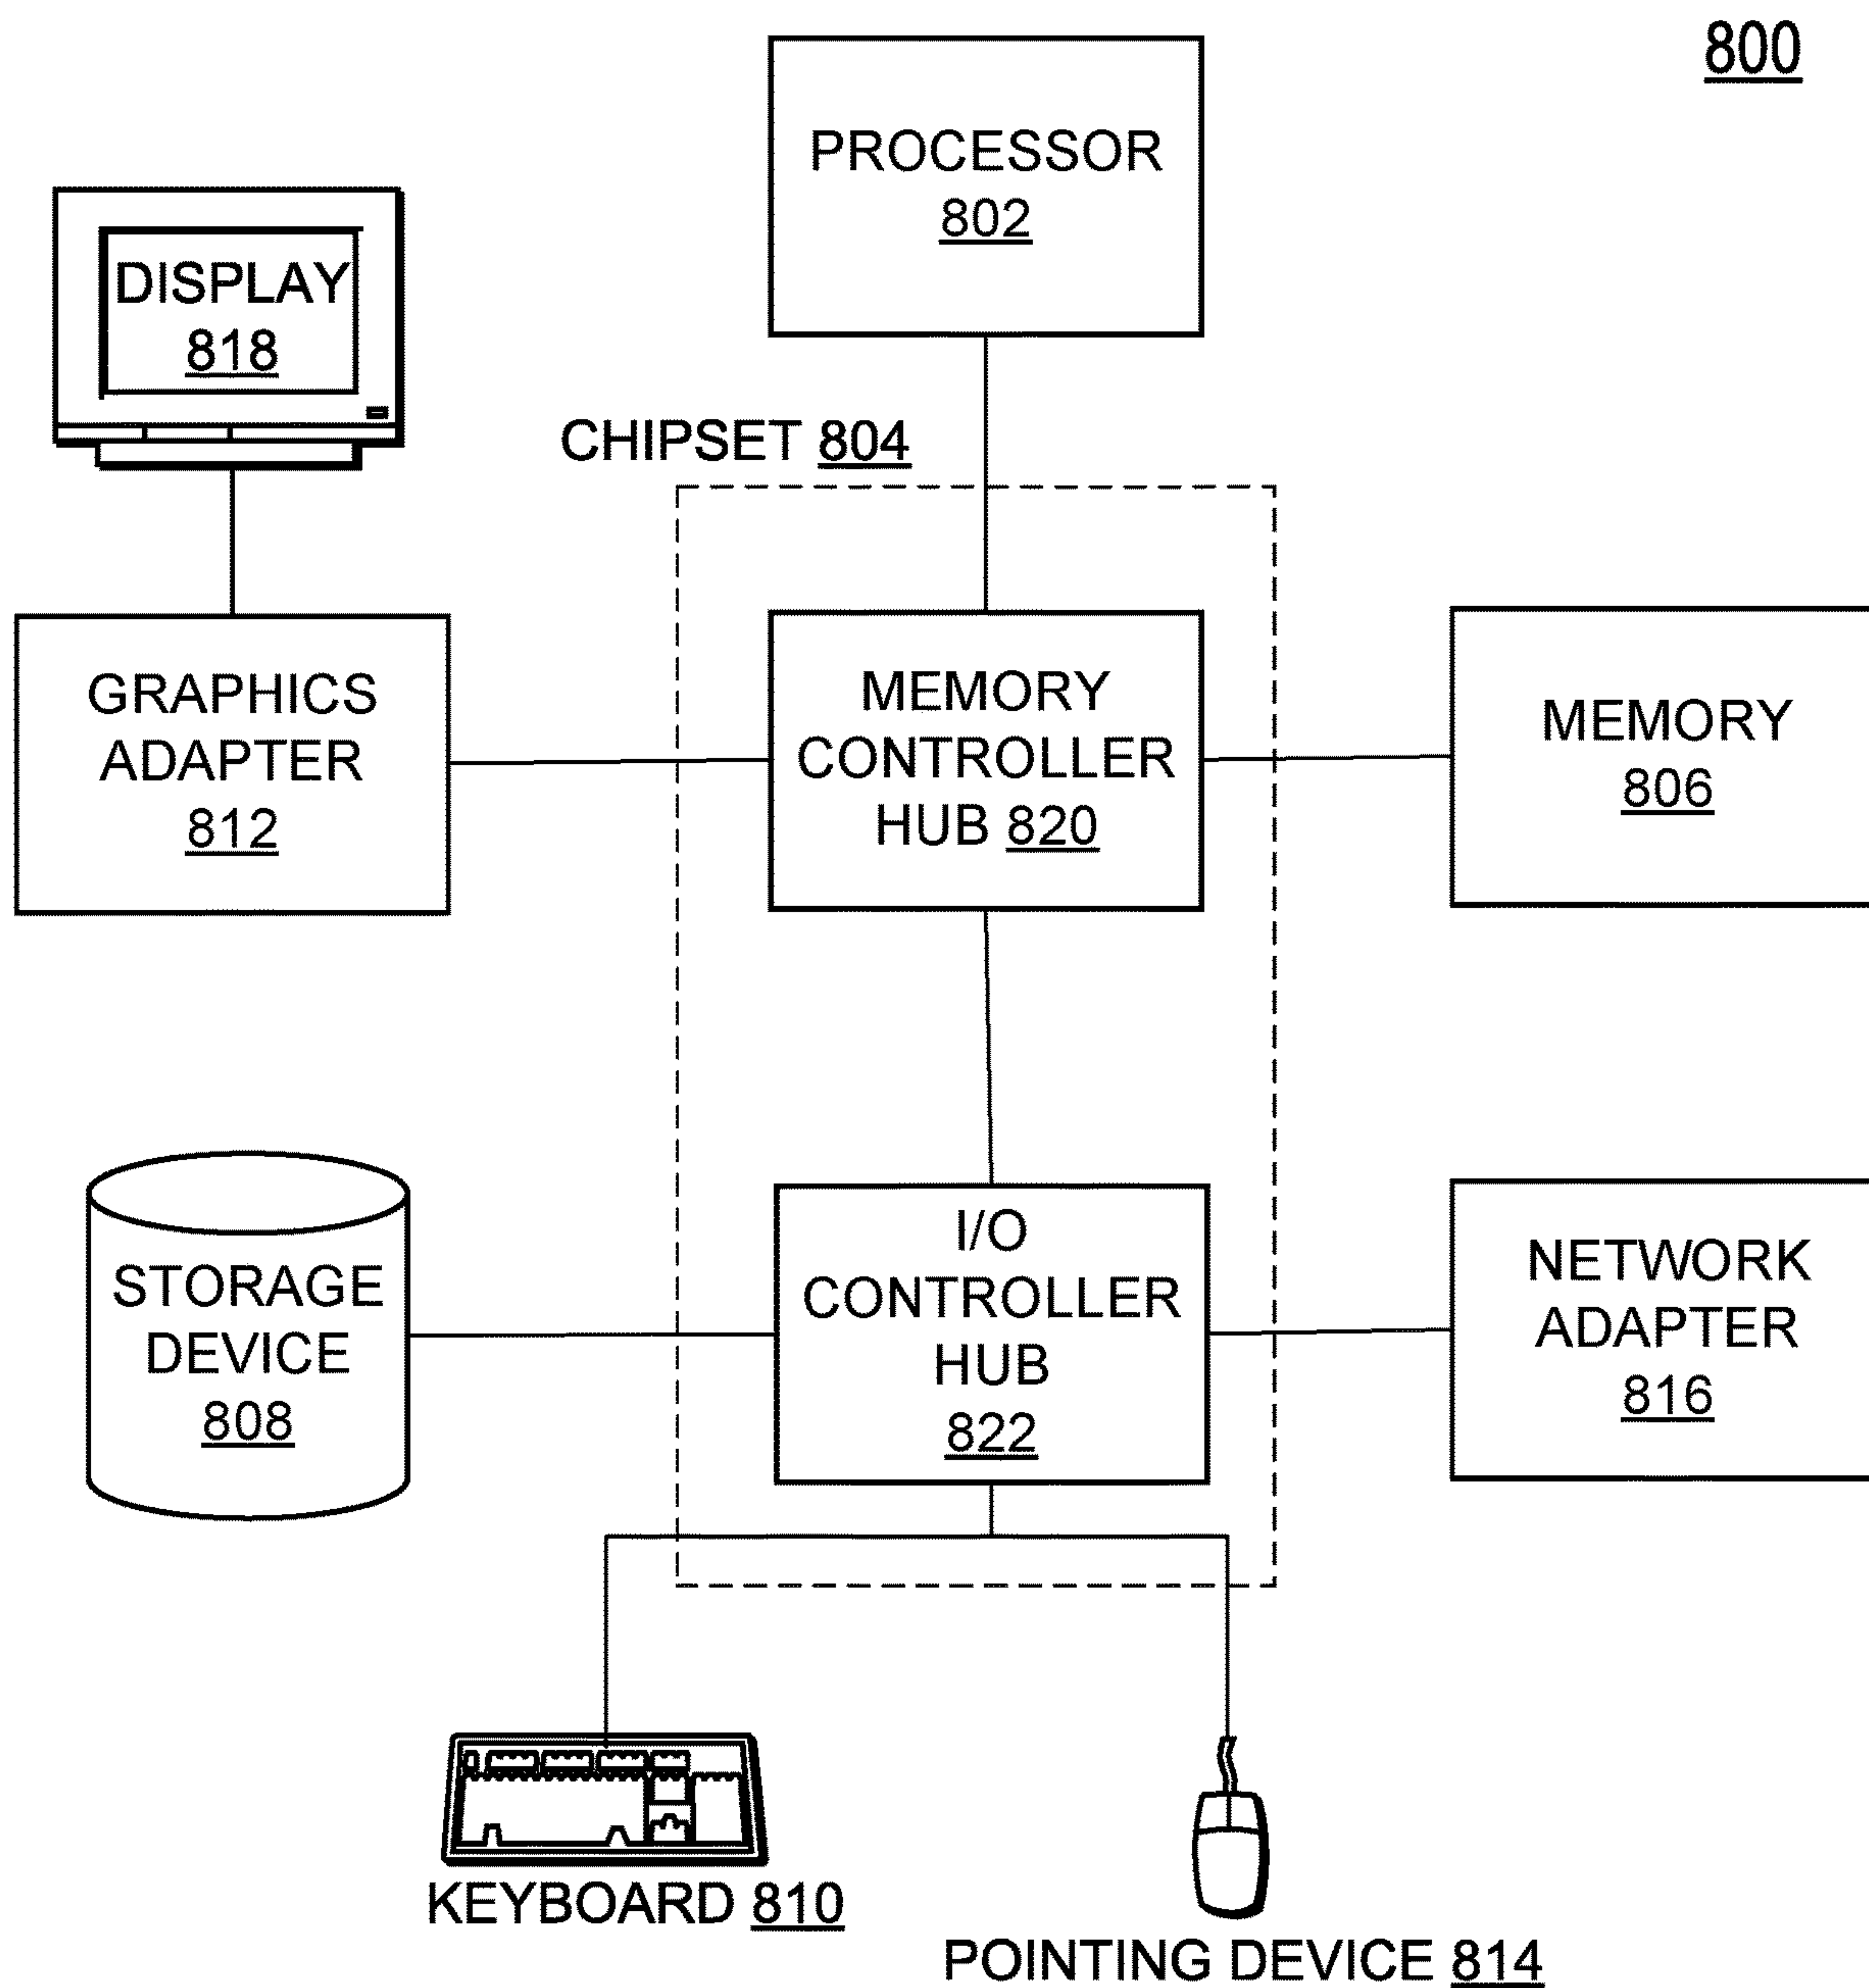 800
PROCESSOR
802
DISPLAY
818
CHIPSET 804
GRAPHICS
ADAPTER
812
MEMORY
CONTROLLER
HUB 820
MEMORY
806
STORAGE
DEVICE
808
I/O
CONTROLLER
HUB
822
NETWORK
ADAPTER
816
KEYBOARD 810
POINTING DEVICE 814